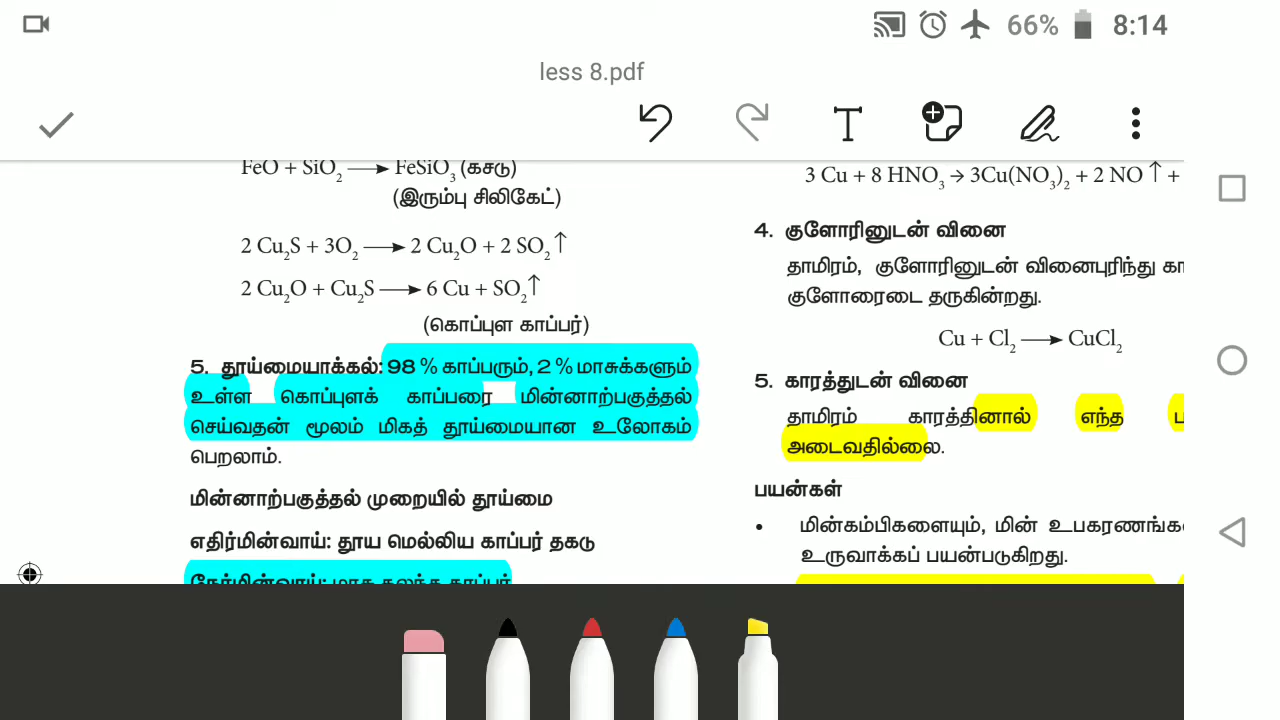 66% 8:14
less 8.pdf
FeO + SiO₂ ⟶ FeSiO₃ (கசடு)
(இரும்பு சிலிகேட்)
2 Cu₂S + 3O₂ ⟶ 2 Cu₂O + 2 SO₂↑
2 Cu₂O + Cu₂S ⟶ 6 Cu + SO₂↑
(கொப்புள காப்பர்)
5. தூய்மையாக்கல்: 98 % காப்பரும், 2 % மாசுக்களும்
உள்ள கொப்புளக் காப்பரை மின்னாற்பகுத்தல்
செய்வதன் மூலம் மிகத் தூய்மையான உலோகம்
பெறலாம்.
மின்னாற்பகுத்தல் முறையில் தூய்மை
எதிர்மின்வாய்: தூய மெல்லிய காப்பர் தகடு
நேர்மின்வாய்: மாசு கலந்த காப்பர்
3 Cu + 8 HNO₃ → 3Cu(NO₃)₂ + 2 NO ↑ +
4. குளோரினுடன் வினை
தாமிரம், குளோரினுடன் வினைபுரிந்து
குளோரைடை தருகின்றது.
Cu + Cl₂ ⟶ CuCl₂
5. காரத்துடன் வினை
தாமிரம் காரத்தினால் எந்த
அடைவதில்லை.
பயன்கள்
• மின்கம்பிகளையும், மின்
உருவாக்கப் பயன்படுகிறது.